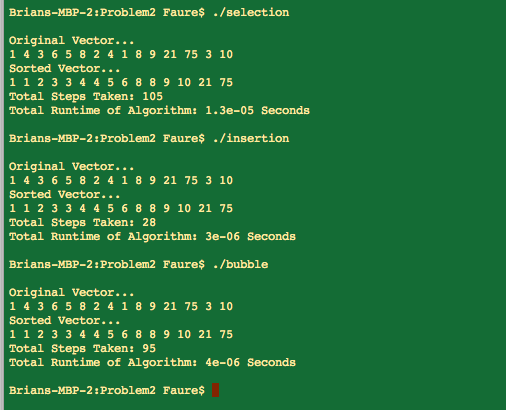 Brians-MBP-2:Problem2 Faure$ ./selection
Original Vector...
1 4 3 6 5 8 2 4 1 8 9 21 75 3 10
Sorted Vector...
1 1 2 3 3 4 4 5 6 8 8 9 10 21 75
Total Steps Taken: 105
Total Runtime of Algorithm: 1.3e-05 Seconds
Brians-MBP-2:Problem2 Faure$ ./insertion
Original Vector...
1 4 3 6 5 8 2 4 1 8 9 21 75 3 10
Sorted Vector...
1 1 2 3 3 4 4 5 6 8 8 9 10 21 75
Total Steps Taken: 28
Total Runtime of Algorithm: 3e-06 Seconds
Brians-MBP-2:Problem2 Faure$ ./bubble
Original Vector...
1 4 3 6 5 8 2 4 1 8 9 21 75 3 10
Sorted Vector...
1 1 2 3 3 4 4 5 6 8 8 9 10 21 75
Total Steps Taken: 95
Total Runtime of Algorithm: 4e-06 Seconds
Brians-MBP-2:Problem2 Faure$